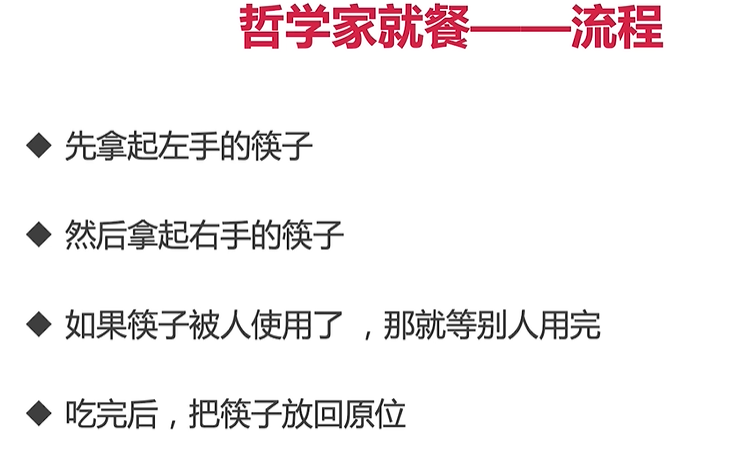 哲学家就餐——流程
◆ 先拿起左手的筷子
◆ 然后拿起右手的筷子
◆ 如果筷子被人使用了 ，那就等别人用完
◆ 吃完后，把筷子放回原位